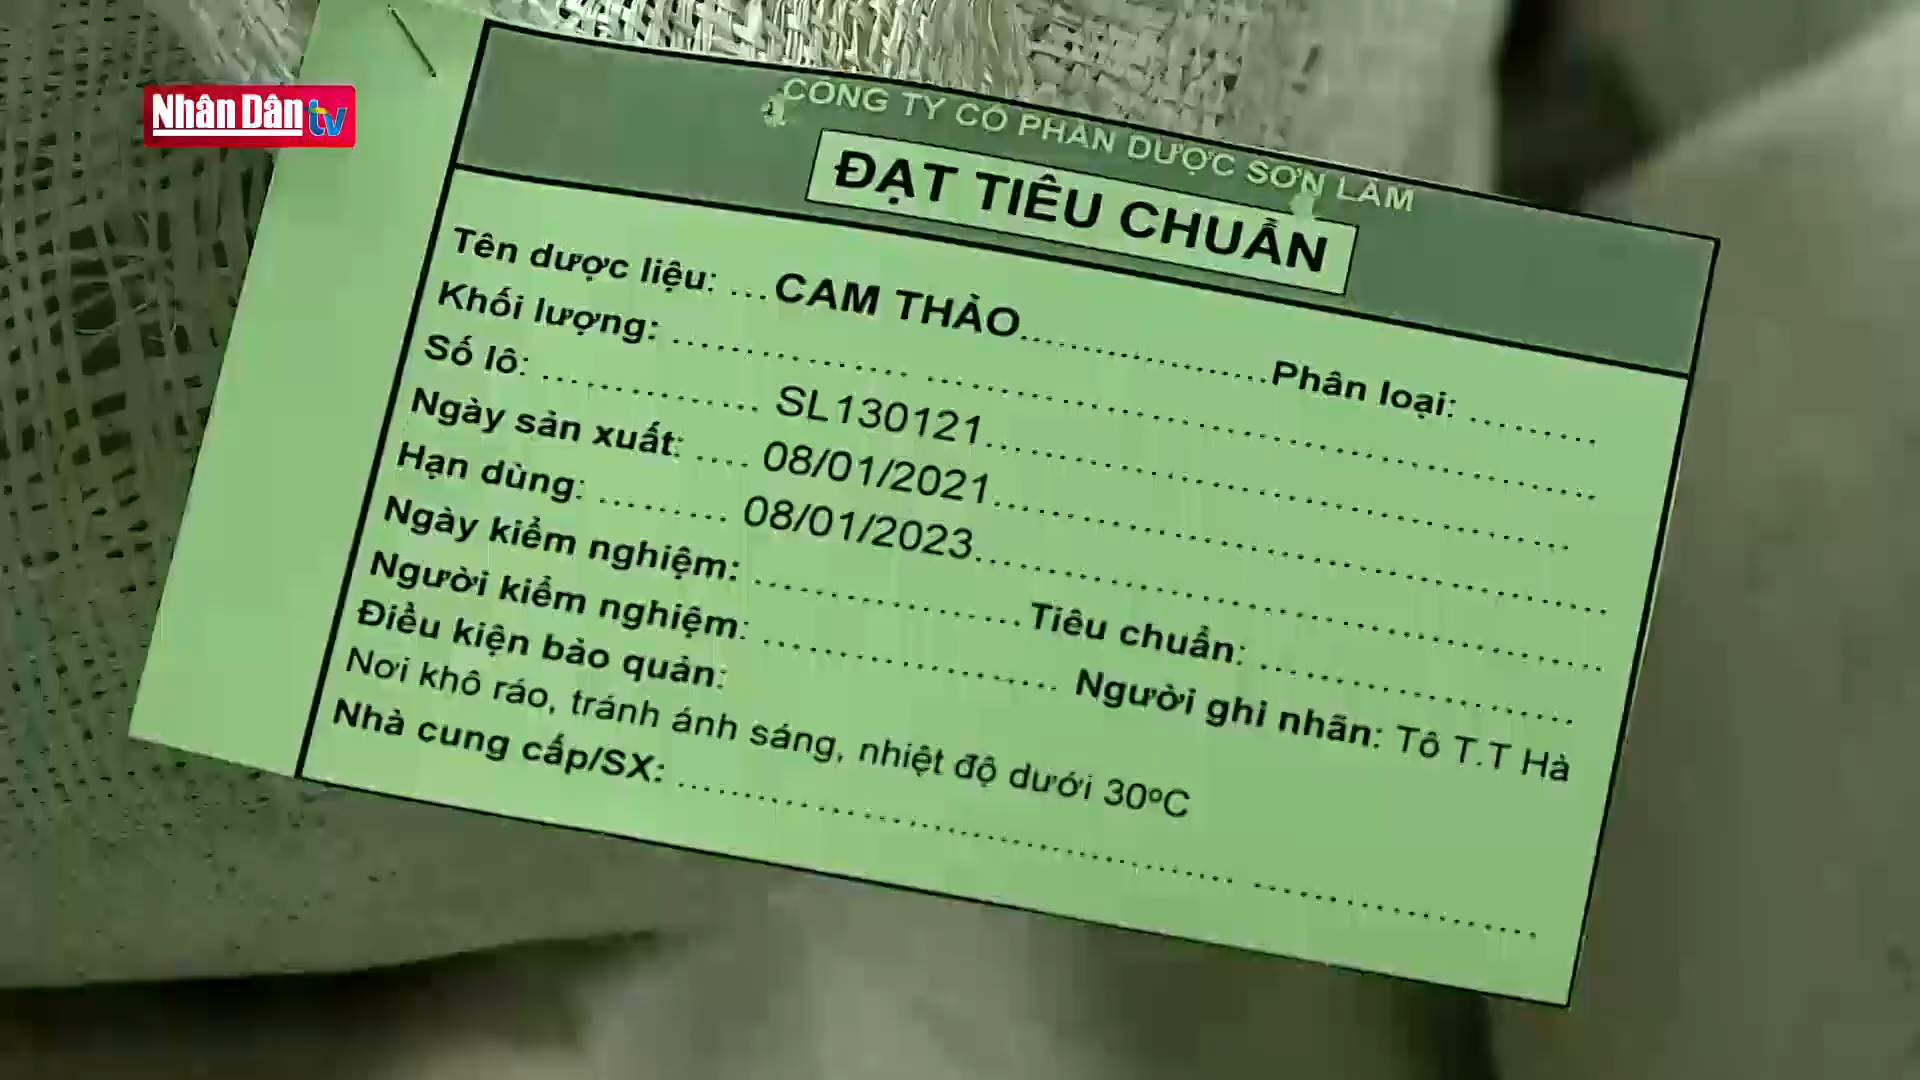 Nhân Dân tv
CÔNG TY CỔ PHẦN DƯỢC SƠN LÂM
ĐẠT TIÊU CHUẨN
Tên dược liệu: ...CAM THẢO........................Phân loại: .........
Khối lượng: ..........................................
Số lô: ............. SL130121..............................
Ngày sản xuất: .... 08/01/2021..............................
Hạn dùng: .......... 08/01/2023..............................
Ngày kiểm nghiệm: .....................Tiêu chuẩn: .....................
Người kiểm nghiệm: ....................... Người ghi nhãn: Tô T.T Hà
Điều kiện bảo quản:
Nơi khô ráo, tránh ánh sáng, nhiệt độ dưới 30ºC
Nhà cung cấp/SX: ..........................................